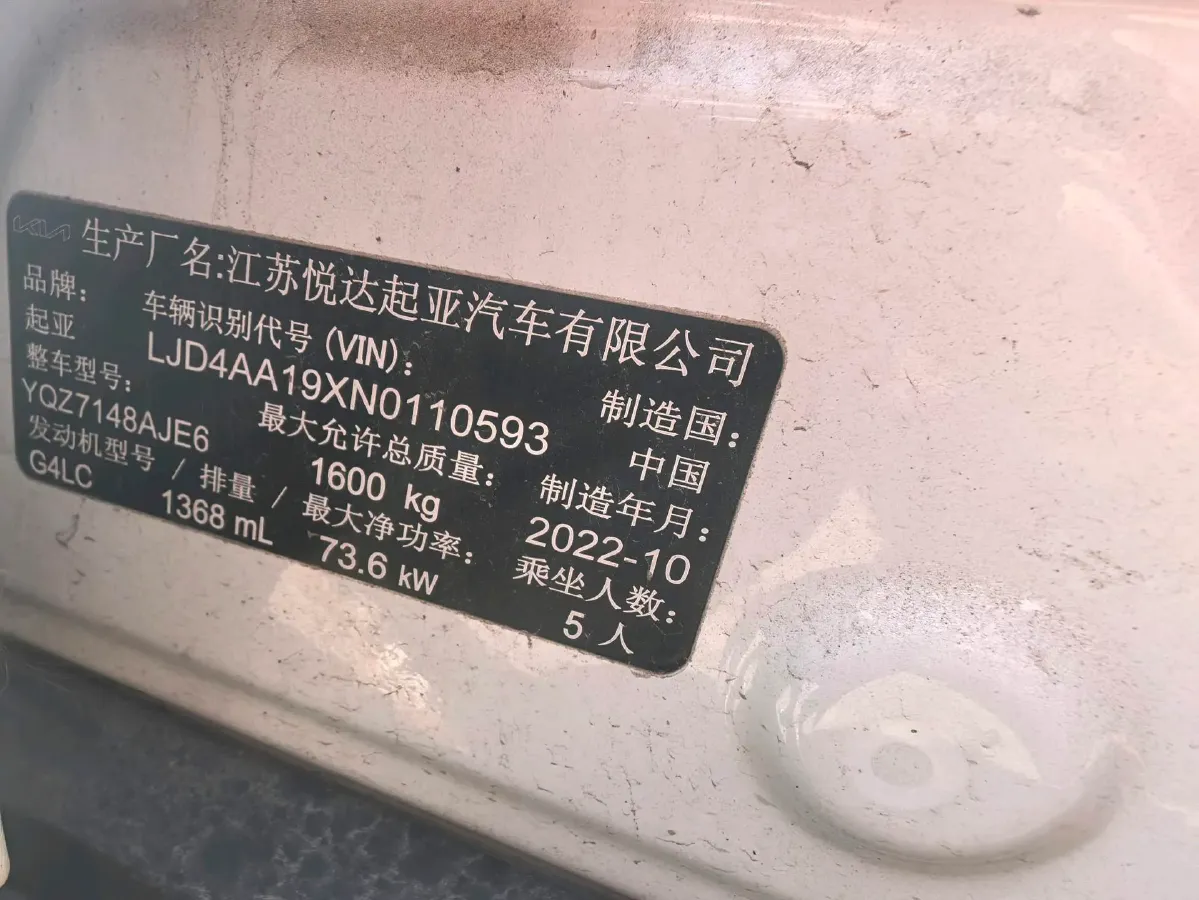 KIA 生产厂名:江苏悦达起亚汽车有限公司
品牌: 车辆识别代号 (VIN): 制造国:
起亚 LJD4AA19XN0110593 中国
整车型号: 最大允许总质量: 制造年月:
YQZ7148AJE6 1600 kg 2022-10
发动机型号 / 排量 / 最大净功率: 乘坐人数:
G4LC 1368 mL 73.6 kW 5 人